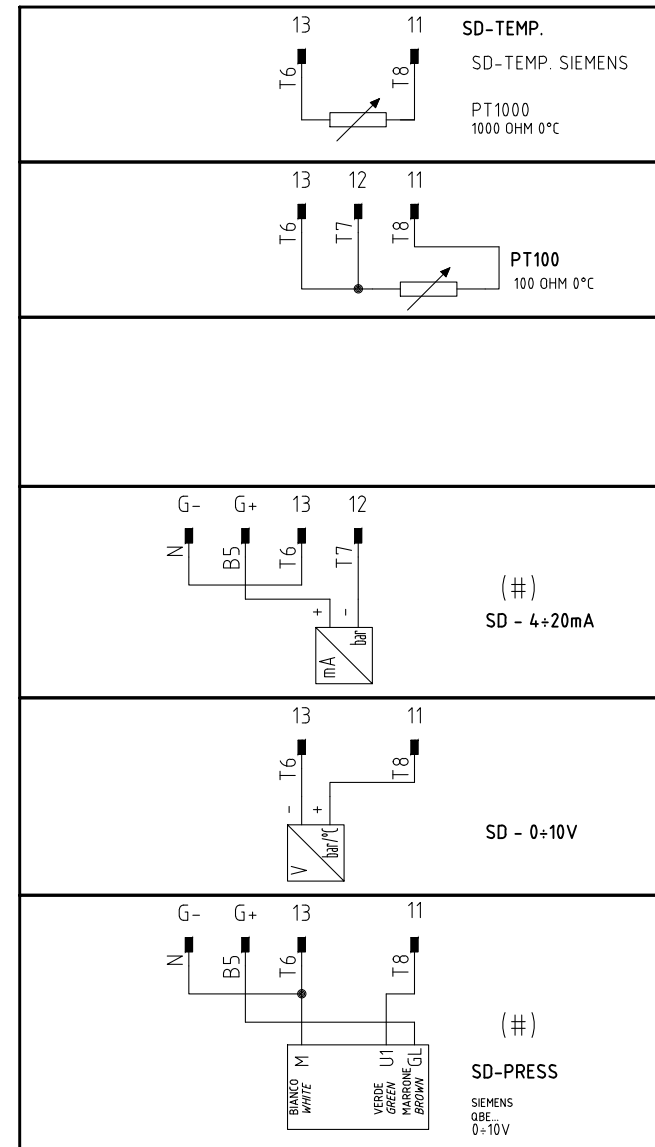 13 11 SD-TEMP.
T6 T8 SD-TEMP. SIEMENS
PT1000
1000 OHM 0°C
13 12 11
T6 T7 T8
PT100
100 OHM 0°C
G- G+ 13 12
N B5 T6 T7
+ -
mA bar
(#)
SD - 4÷20mA
13 11
T6 T8
- +
V bar/°C
SD - 0÷10V
G- G+ 13 11
N B5 T6 T8
M U1 GL
BIANCO
WHITE
VERDE
GREEN
MARRONE
BROWN
(#)
SD-PRESS
SIEMENS
QBE...
0÷10V